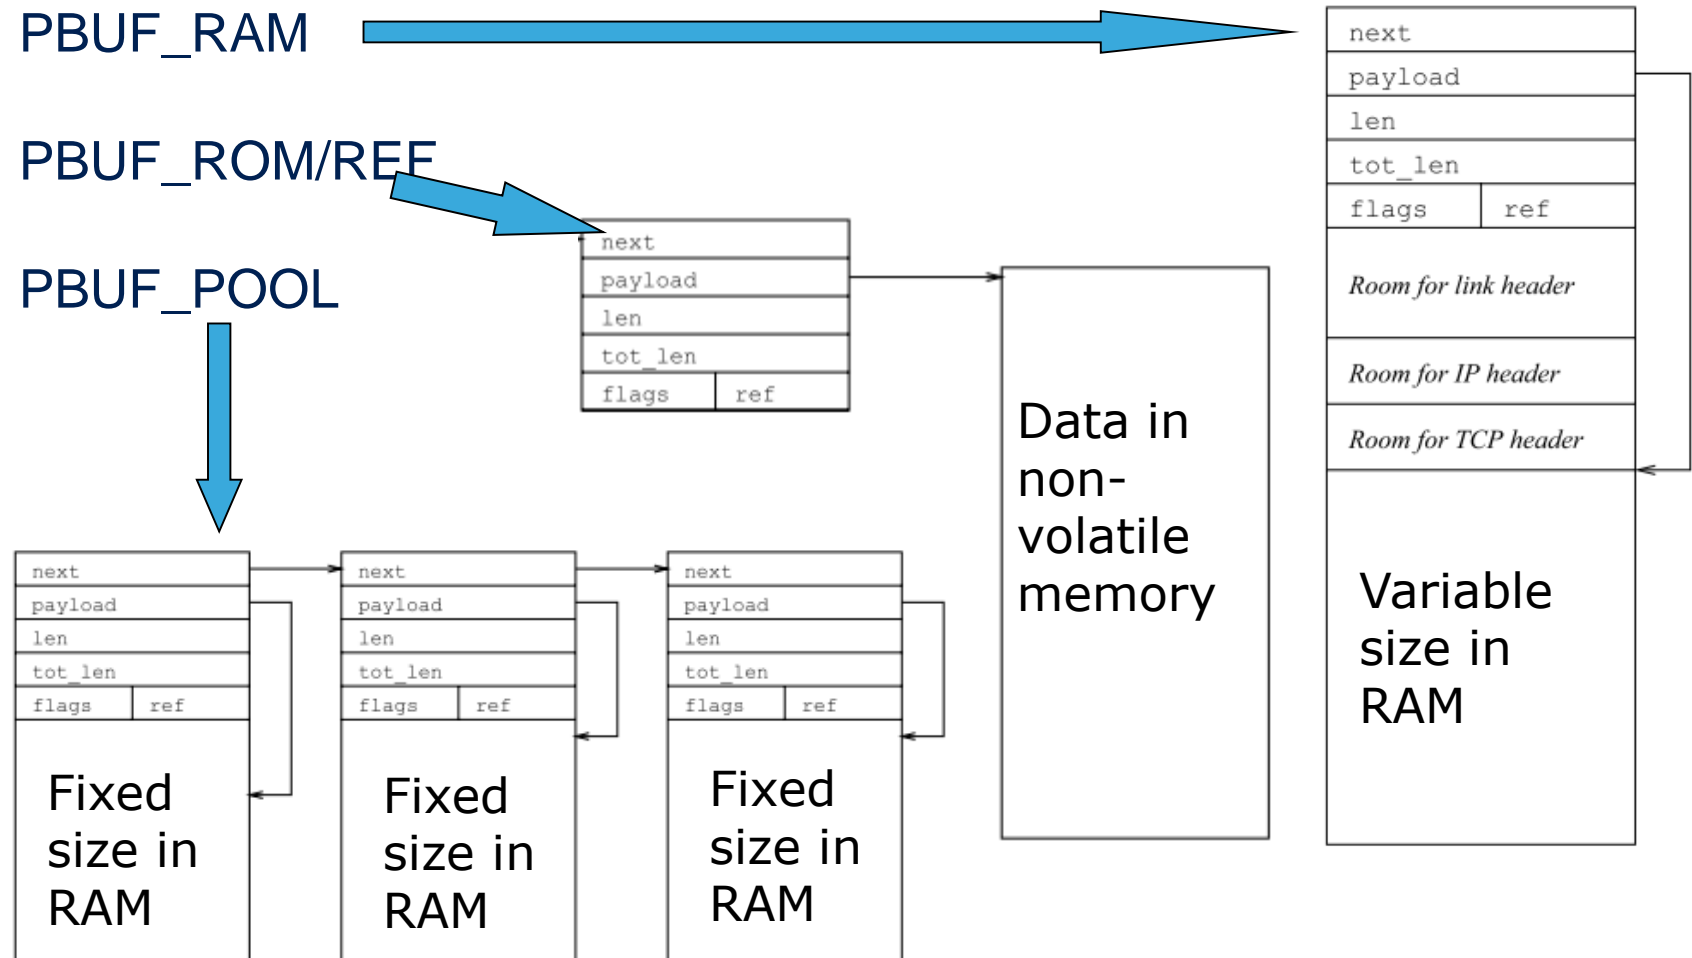 PBUF_RAM
PBUF_ROM/REF
PBUF_POOL
next
payload
len
tot_len
flags ref
Room for link header
Room for IP header
Room for TCP header
Variable
size in
RAM
next
payload
len
tot_len
flags ref
Data in
non-
volatile
memory
next
payload
len
tot_len
flags ref
Fixed
size in
RAM
next
payload
len
tot_len
flags ref
Fixed
size in
RAM
next
payload
len
tot_len
flags ref
Fixed
size in
RAM